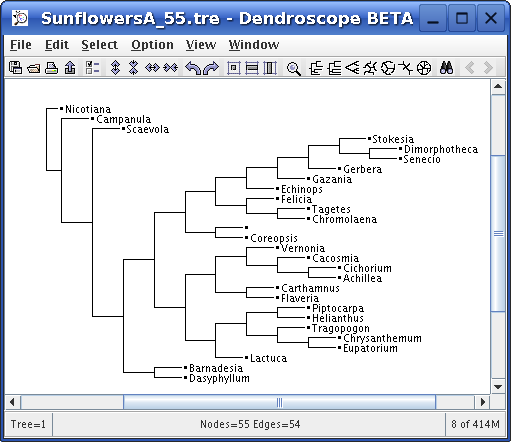 SunflowersA_55.tre - Dendroscope BETA
File Edit Select Option View Window
Nicotiana
Campanula
Scaevola
Stokesia
Dimorphotheca
Senecio
Gerbera
Gazania
Echinops
Felicia
Tagetes
Chromolaena
Coreopsis
Vernonia
Cacosmia
Cichorium
Achillea
Carthamnus
Flaveria
Piptocarpa
Helianthus
Tragopogon
Chrysanthemum
Eupatorium
Lactuca
Barnadesia
Dasyphyllum
Tree=1 Nodes=55 Edges=54 8 of 414M